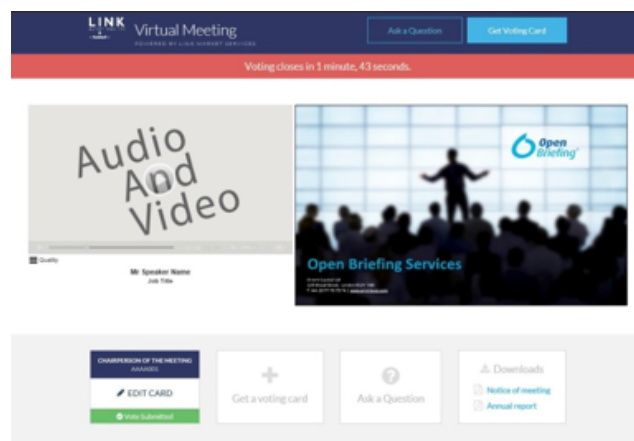 LINK
Virtual Meeting
POWERED BY LINK MARKET SERVICES
Ask a Question
Get Voting Card
Voting closes in 1 minute, 43 seconds.
Audio
And
Video
Open
Briefing
Quality
Mr Speaker Name
Job Title
Open Briefing Services
CHAIRPERSON OF THE MEETING
AAAA001
EDIT CARD
Vote Submitted
Get a voting card
Ask a Question
Downloads
Notice of meeting
Annual report